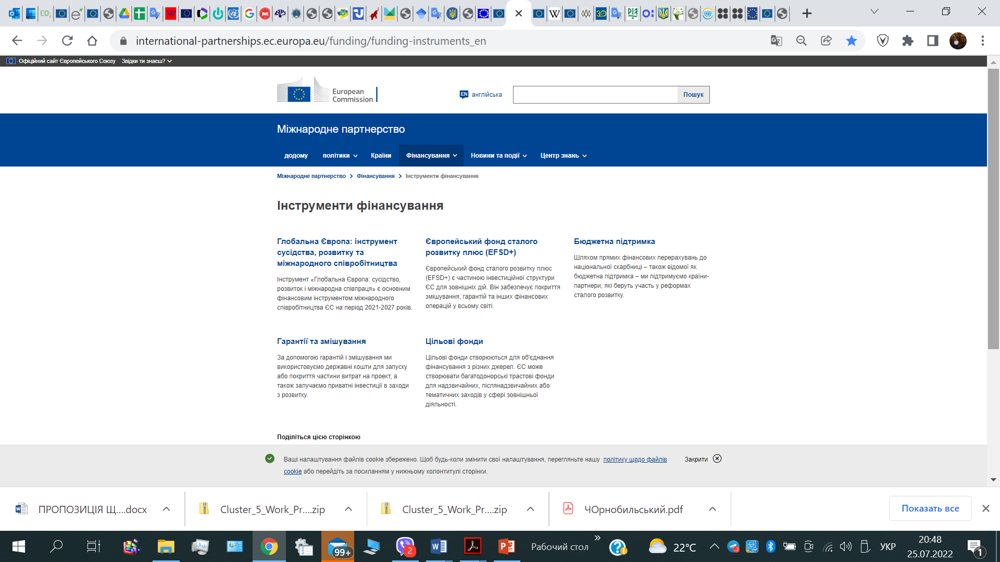 international-partnerships.ec.europa.eu/funding/funding-instruments_en
Офіційний сайт Європейського Союзу Звідки ти знаєш?
European
Commission
EN англійська
Пошук
Міжнародне партнерство
додому політики Країни Фінансування Новини та події Центр знань
Міжнародне партнерство Фінансування Інструменти фінансування
Інструменти фінансування
Глобальна Європа: інструмент
сусідства, розвитку та
міжнародного співробітництва
Інструмент «Глобальна Європа: сусідство,
розвиток і міжнародна співпраця» є основним
фінансовим інструментом міжнародного
співробітництва ЄС на період 2021-2027 років.
Європейський фонд сталого
розвитку плюс (EFSD+)
Європейський фонд сталого розвитку плюс
(EFSD+) є частиною інвестиційної структури
ЄС для зовнішніх дій. Він забезпечує покриття
змішування, гарантій та інших фінансових
операцій у всьому світі.
Бюджетна підтримка
Шляхом прямих фінансових перерахувань до
національної скарбниці – також відомої як
бюджетна підтримка – ми підтримуємо країни-
партнери, які беруть участь у реформах
сталого розвитку.
Гарантії та змішування
За допомогою гарантій і змішування ми
використовуємо державні кошти для запуску
або покриття частини витрат на проект, а
також залучаємо приватні інвестиції в заходи
з розвитку.
Цільові фонди
Цільові фонди створюються для об'єднання
фінансування з різних джерел. ЄС може
створювати багатодонорські трастові фонди
для надзвичайних, післянадзвичайних або
тематичних заходів у сфері зовнішньої
діяльності.
Поділіться цією сторінкою
Ваші налаштування файлів cookie збережено. Щоб будь-коли змінити свої налаштування, перегляньте нашу політику щодо файлів
cookie або перейдіть за посиланням у нижньому колонтитулі сторінки.
Закрити
ПРОПОЗИЦІЯ Щ....docx
Cluster_5_Work_Pr....zip
Cluster_5_Work_Pr....zip
ЧОрнобильський.pdf
Показать все
99+
2
Рабочий стол
22°C
УКР
20:48
25.07.2022
1